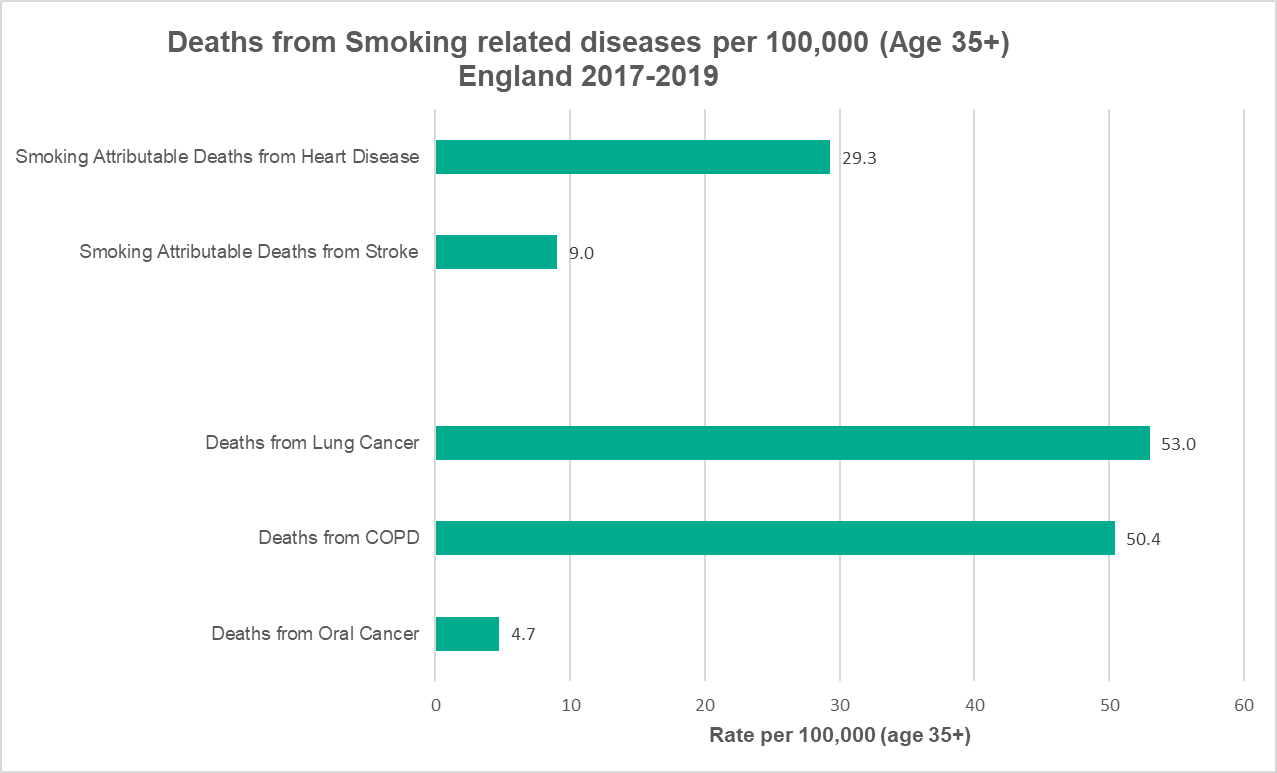 Deaths from Smoking related diseases per 100,000 (Age 35+)
England 2017-2019
Smoking Attributable Deaths from Heart Disease
29.3
Smoking Attributable Deaths from Stroke
9.0
Deaths from Lung Cancer
53.0
Deaths from COPD
50.4
Deaths from Oral Cancer
4.7
0 10 20 30 40 50 60
Rate per 100,000 (age 35+)